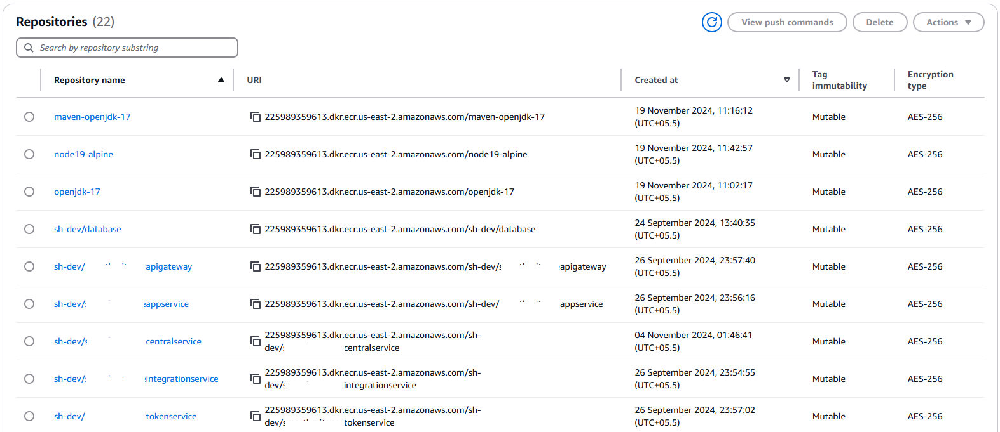 Repositories (22)
View push commands
Delete
Actions
Search by repository substring
Repository name
URI
Created at
Tag immutability
Encryption type
maven-openjdk-17
225989359613.dkr.ecr.us-east-2.amazonaws.com/maven-openjdk-17
19 November 2024, 11:16:12
(UTC+05.5)
Mutable
AES-256
node19-alpine
225989359613.dkr.ecr.us-east-2.amazonaws.com/node19-alpine
19 November 2024, 11:42:57
(UTC+05.5)
Mutable
AES-256
openjdk-17
225989359613.dkr.ecr.us-east-2.amazonaws.com/openjdk-17
19 November 2024, 11:02:17
(UTC+05.5)
Mutable
AES-256
sh-dev/database
225989359613.dkr.ecr.us-east-2.amazonaws.com/sh-dev/database
24 September 2024, 13:40:35
(UTC+05.5)
Mutable
AES-256
sh-dev/ apigateway
225989359613.dkr.ecr.us-east-2.amazonaws.com/sh-dev/s apigateway
26 September 2024, 23:57:40
(UTC+05.5)
Mutable
AES-256
sh-dev/s eappservice
225989359613.dkr.ecr.us-east-2.amazonaws.com/sh-dev/ appservice
26 September 2024, 23:56:16
(UTC+05.5)
Mutable
AES-256
sh-dev/s centralservice
225989359613.dkr.ecr.us-east-2.amazonaws.com/sh-
dev/s centralservice
04 November 2024, 01:46:41
(UTC+05.5)
Mutable
AES-256
sh-dev/s eintegrationservice
225989359613.dkr.ecr.us-east-2.amazonaws.com/sh-
dev/s integrationservice
26 September 2024, 23:54:55
(UTC+05.5)
Mutable
AES-256
sh-dev/ tokenservice
225989359613.dkr.ecr.us-east-2.amazonaws.com/sh-
dev/s tokenservice
26 September 2024, 23:57:02
(UTC+05.5)
Mutable
AES-256